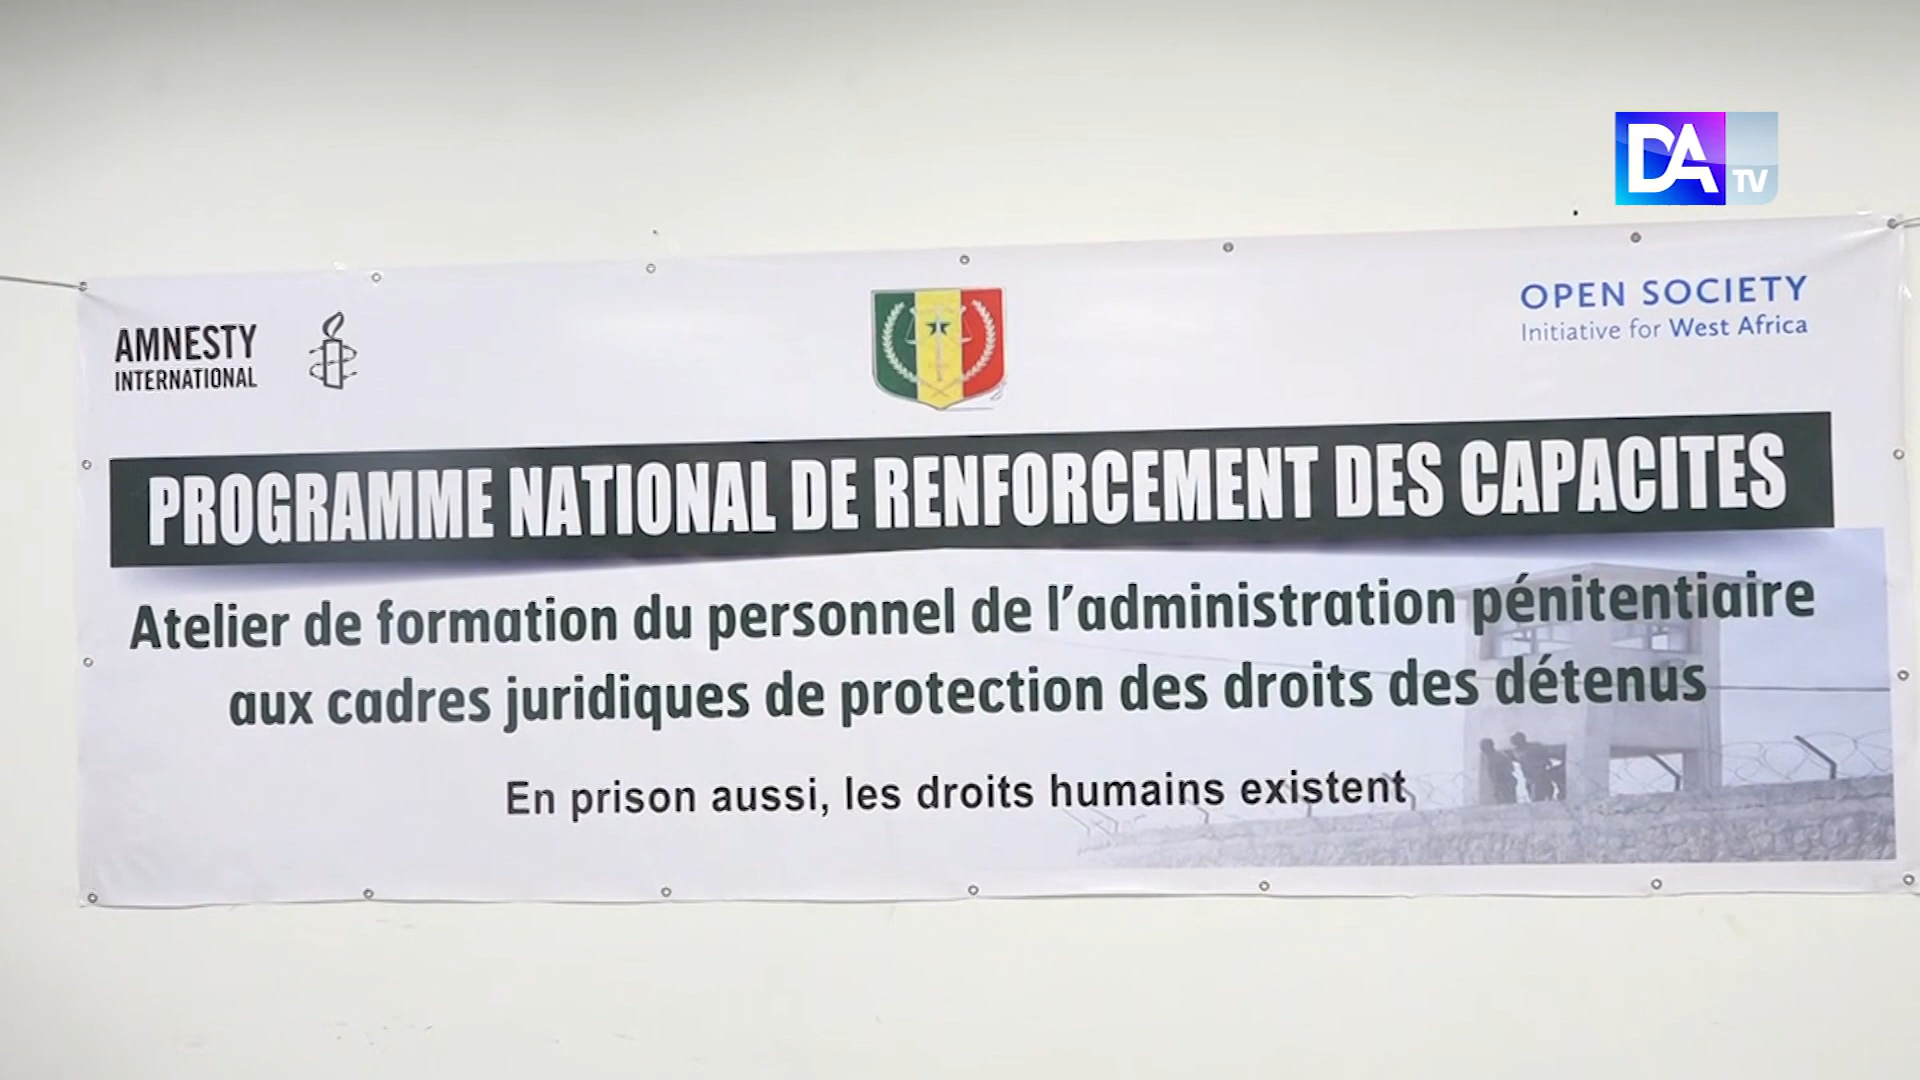 DA TV
AMNESTY
INTERNATIONAL
OPEN SOCIETY
Initiative for West Africa
PROGRAMME NATIONAL DE RENFORCEMENT DES CAPACITES
Atelier de formation du personnel de l'administration pénitentiaire
aux cadres juridiques de protection des droits des détenus
En prison aussi, les droits humains existent